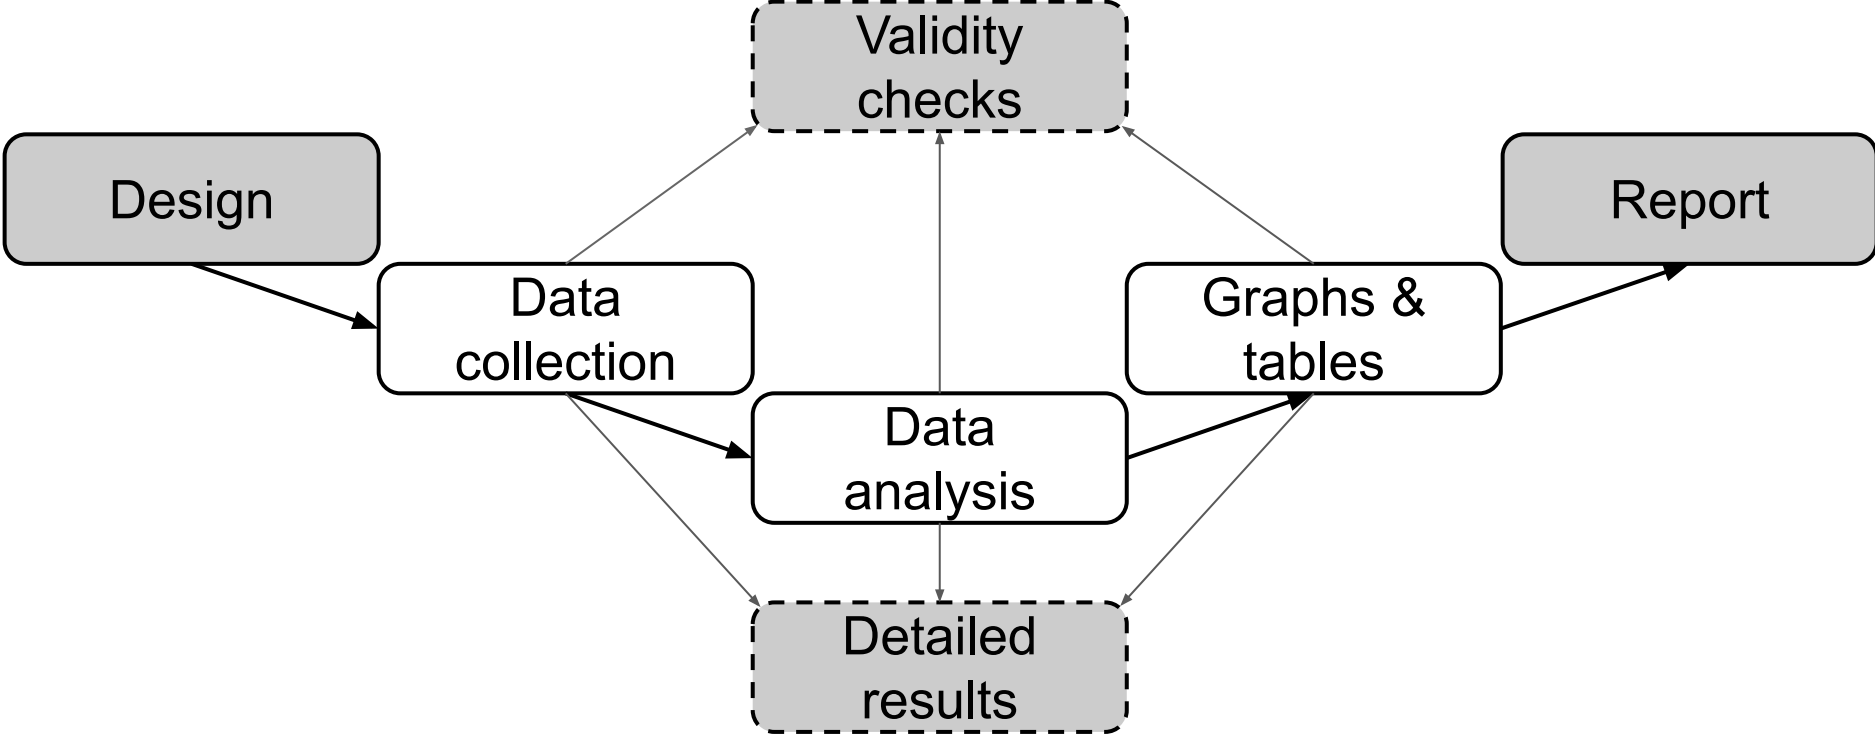 Validity
checks
Design
Report
Data
collection
Graphs &
tables
Data
analysis
Detailed
results